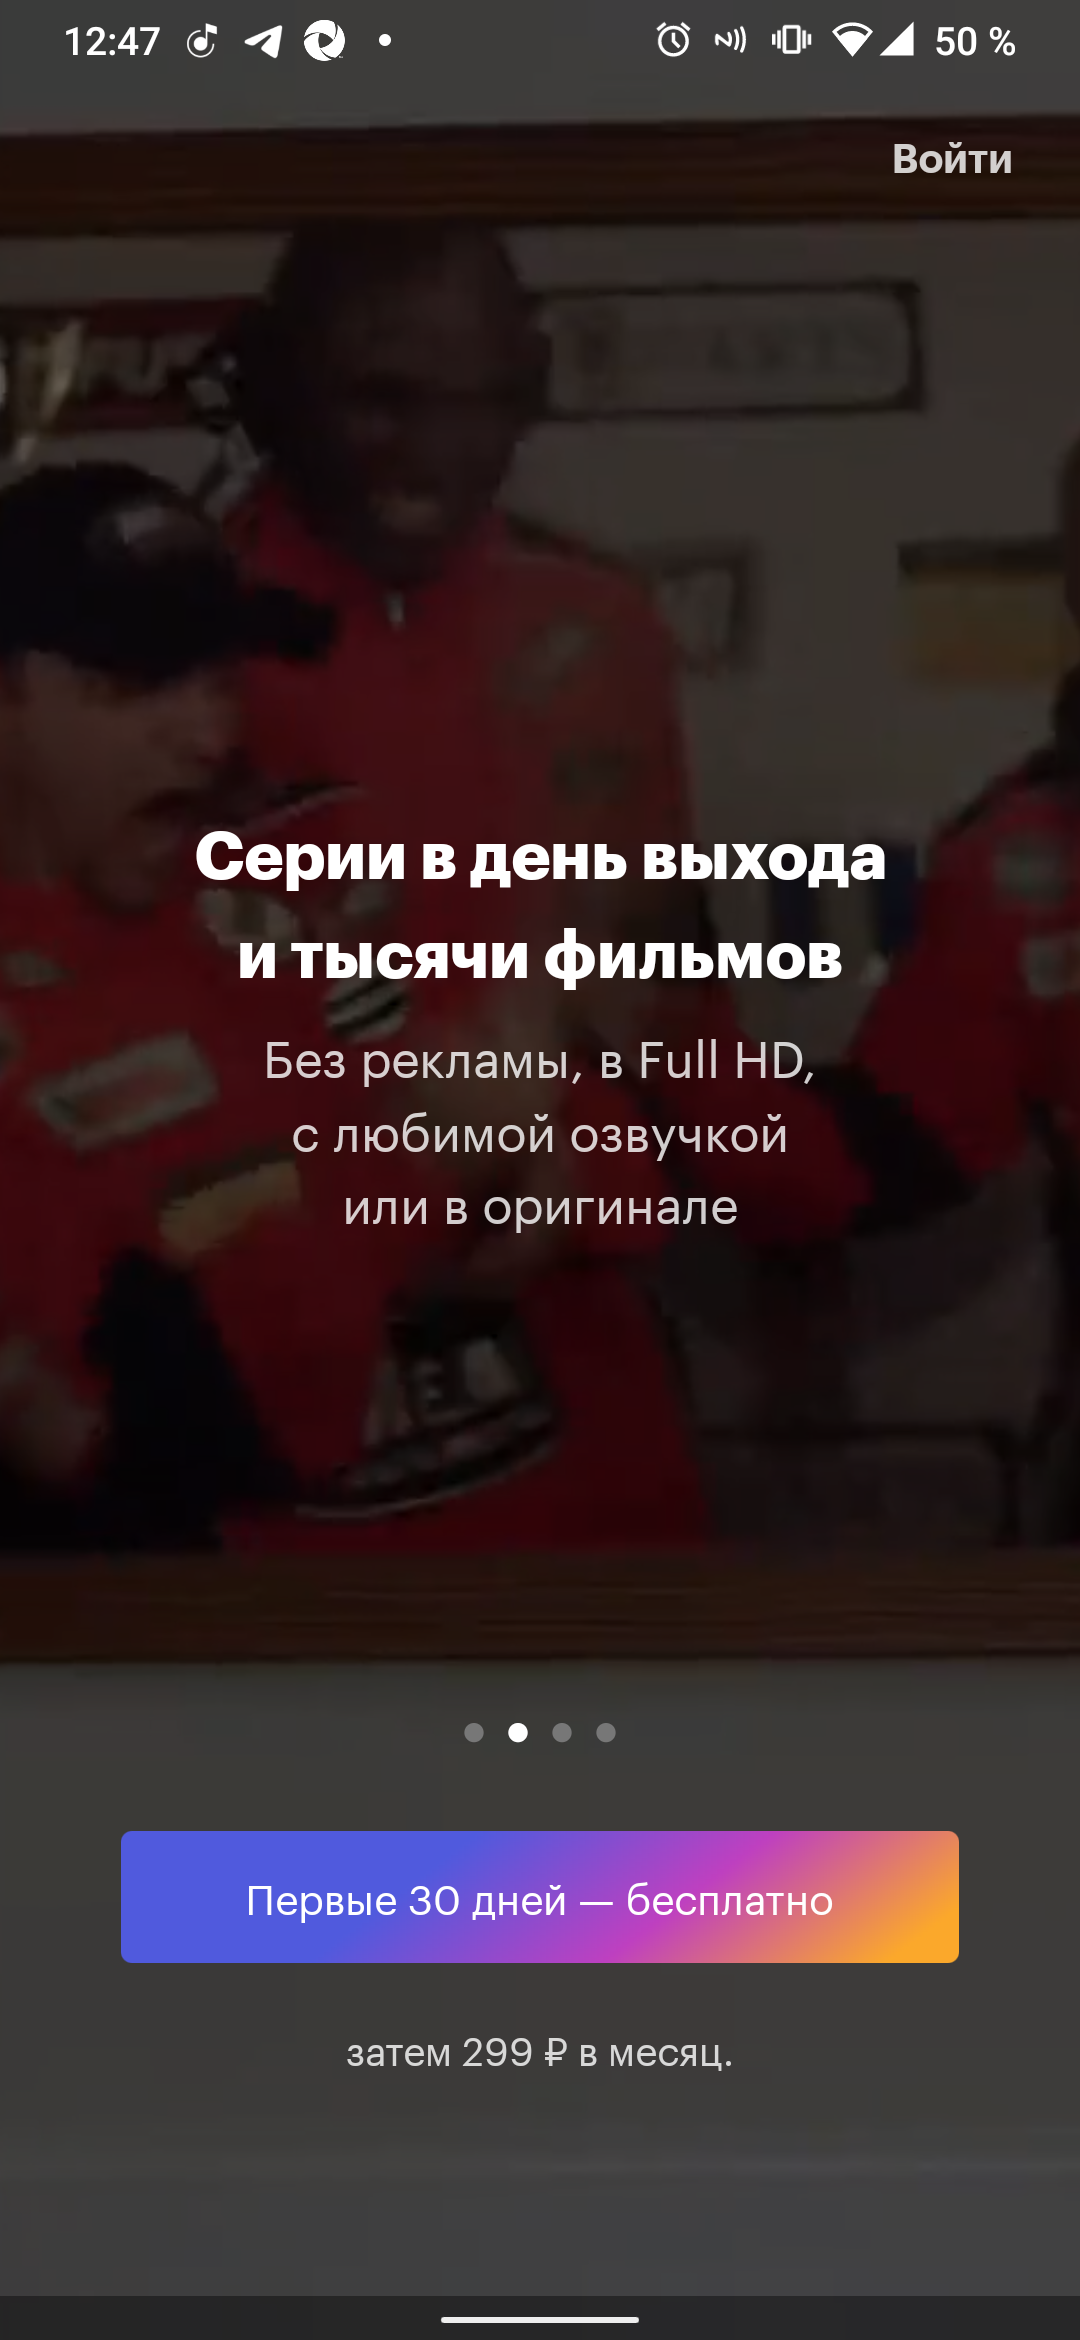 12:47
50 %
Войти
Серии в день выхода
и тысячи фильмов
Без рекламы, в Full HD,
с любимой озвучкой
или в оригинале
Первые 30 дней — бесплатно
затем 299 ₽ в месяц.